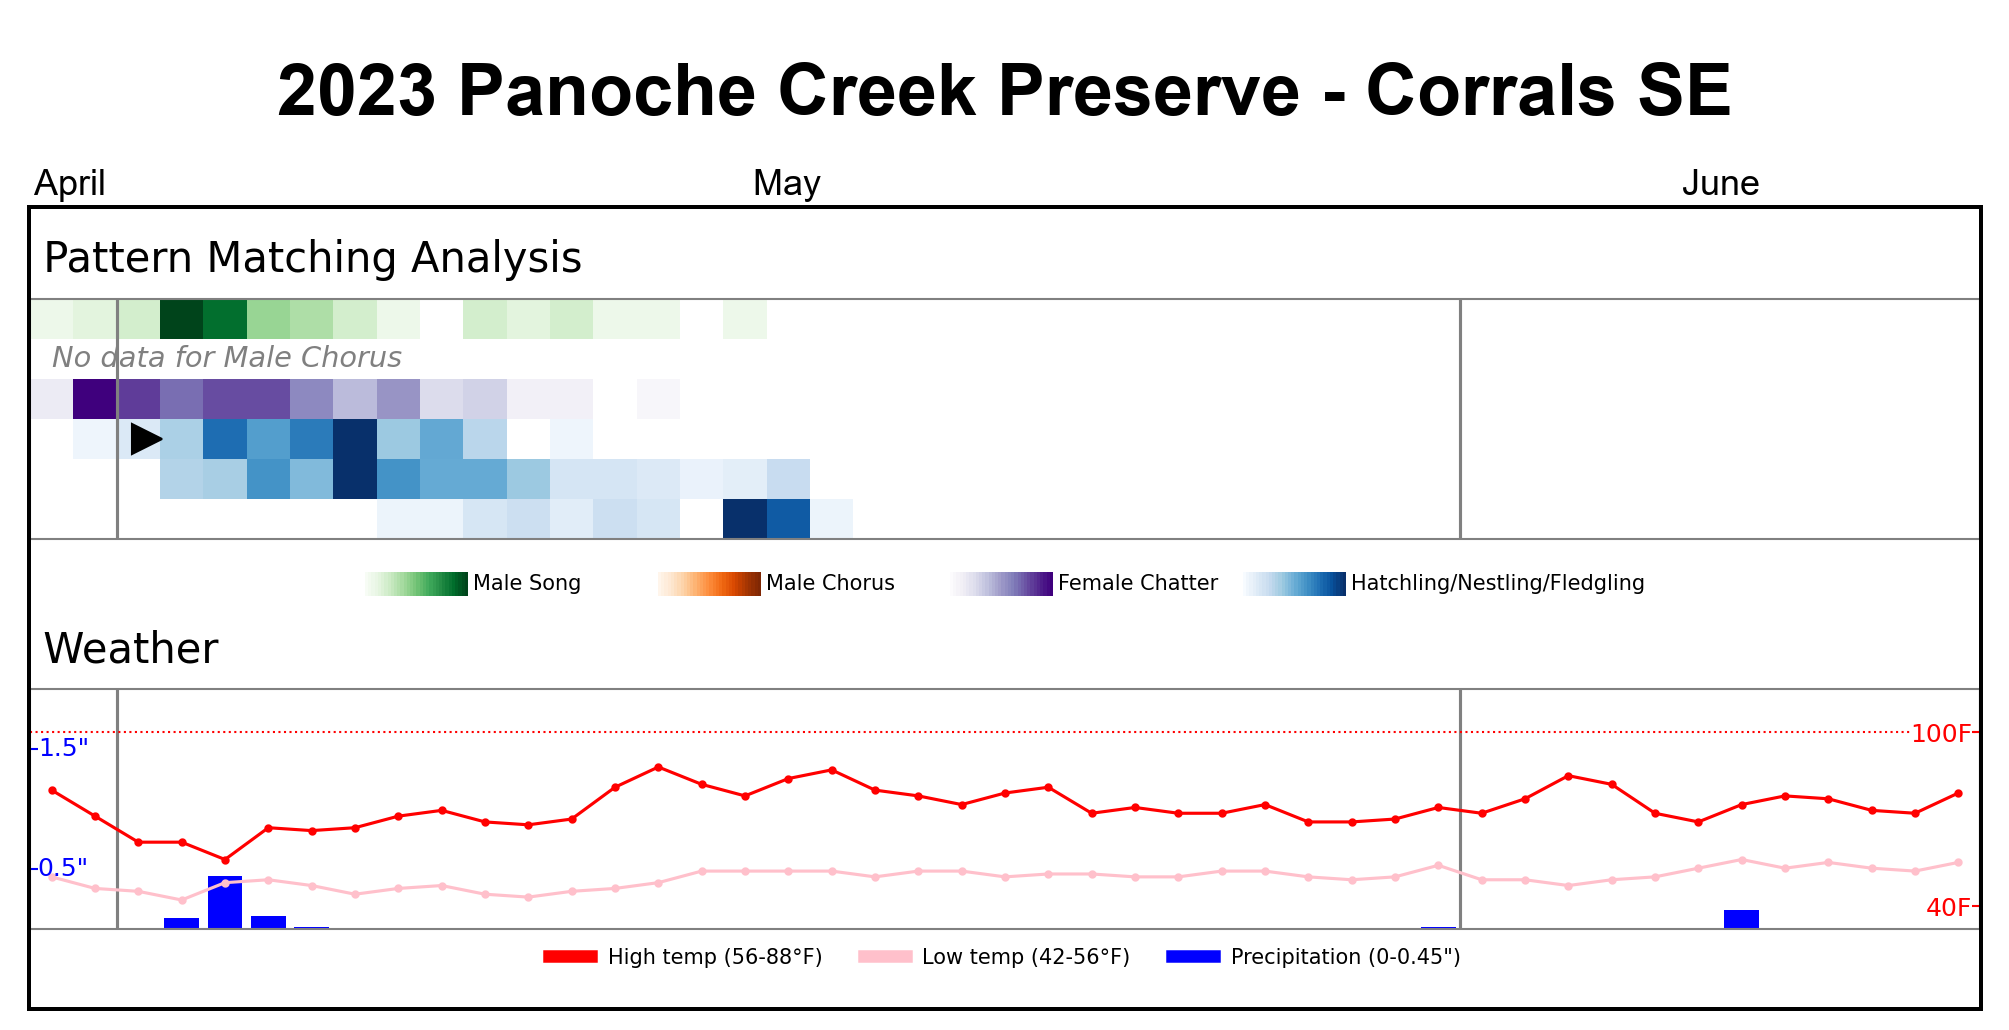 2023 Panoche Creek Preserve - Corrals SE
April May June
Pattern Matching Analysis
No data for Male Chorus
Male Song Male Chorus Female Chatter Hatchling/Nestling/Fledgling
Weather
1.5" 100F
0.5"
40F
High temp (56-88°F) Low temp (42-56°F) Precipitation (0-0.45")